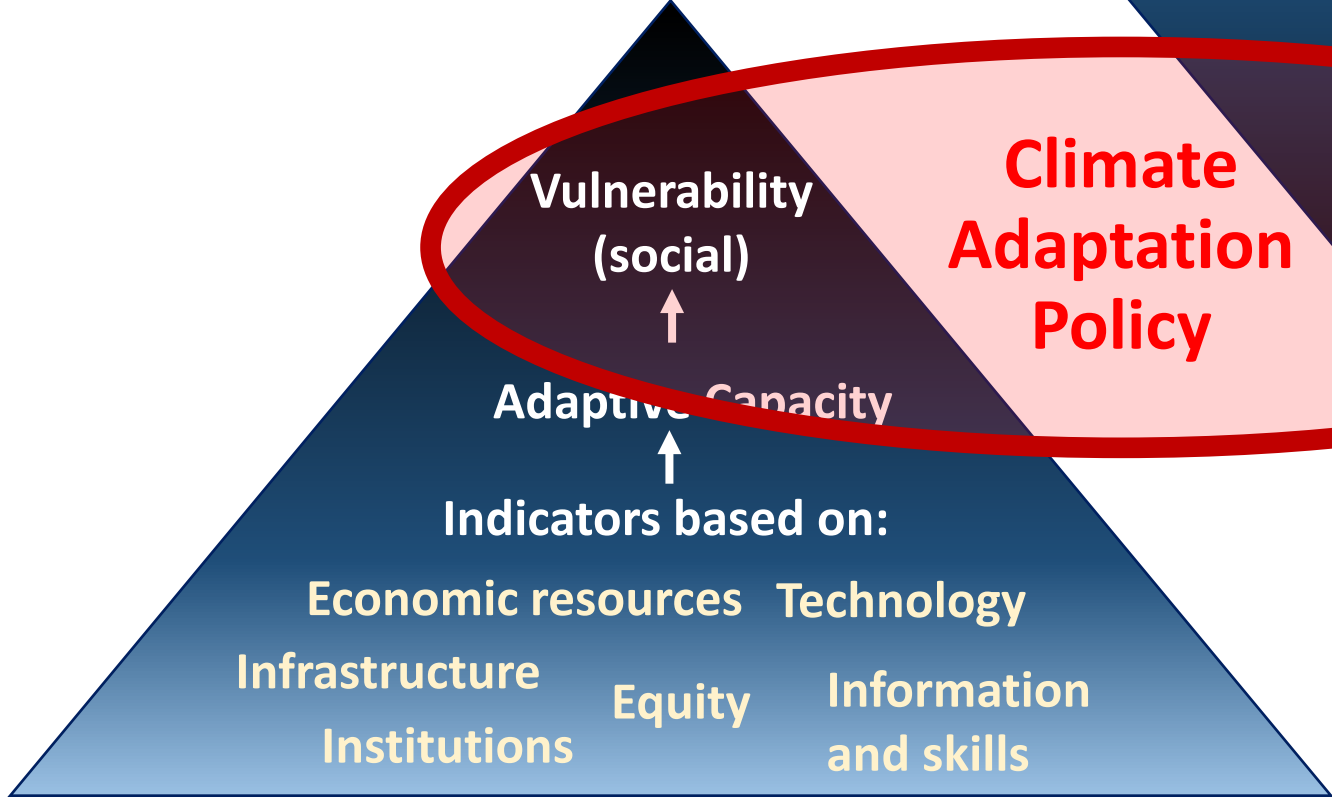 Climate
Adaptation
Policy
Vulnerability
(social)
Adaptive Capacity
Indicators based on:
Economic resources Technology
Infrastructure
Equity
Information
and skills
Institutions